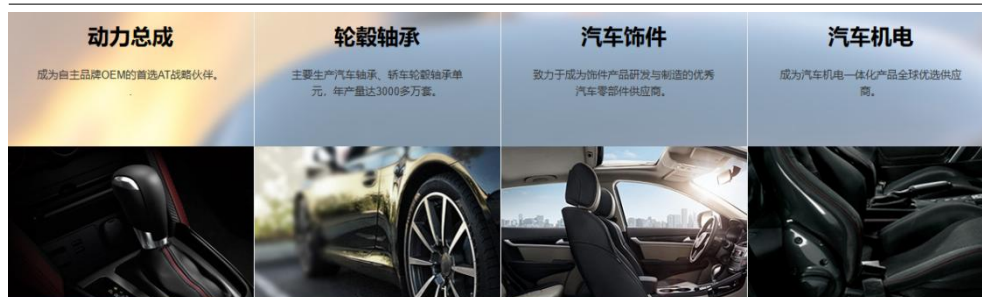 动力总成
成为自主品牌OEM的首选AT战略伙伴。
轮毂轴承
主要生产汽车轴承、轿车轮毂轴承单
元，年产量达3000多万套。
汽车饰件
致力于成为饰件产品研发与制造的优秀
汽车零部件供应商。
汽车机电
成为汽车机电一体化产品全球优选供应
商。